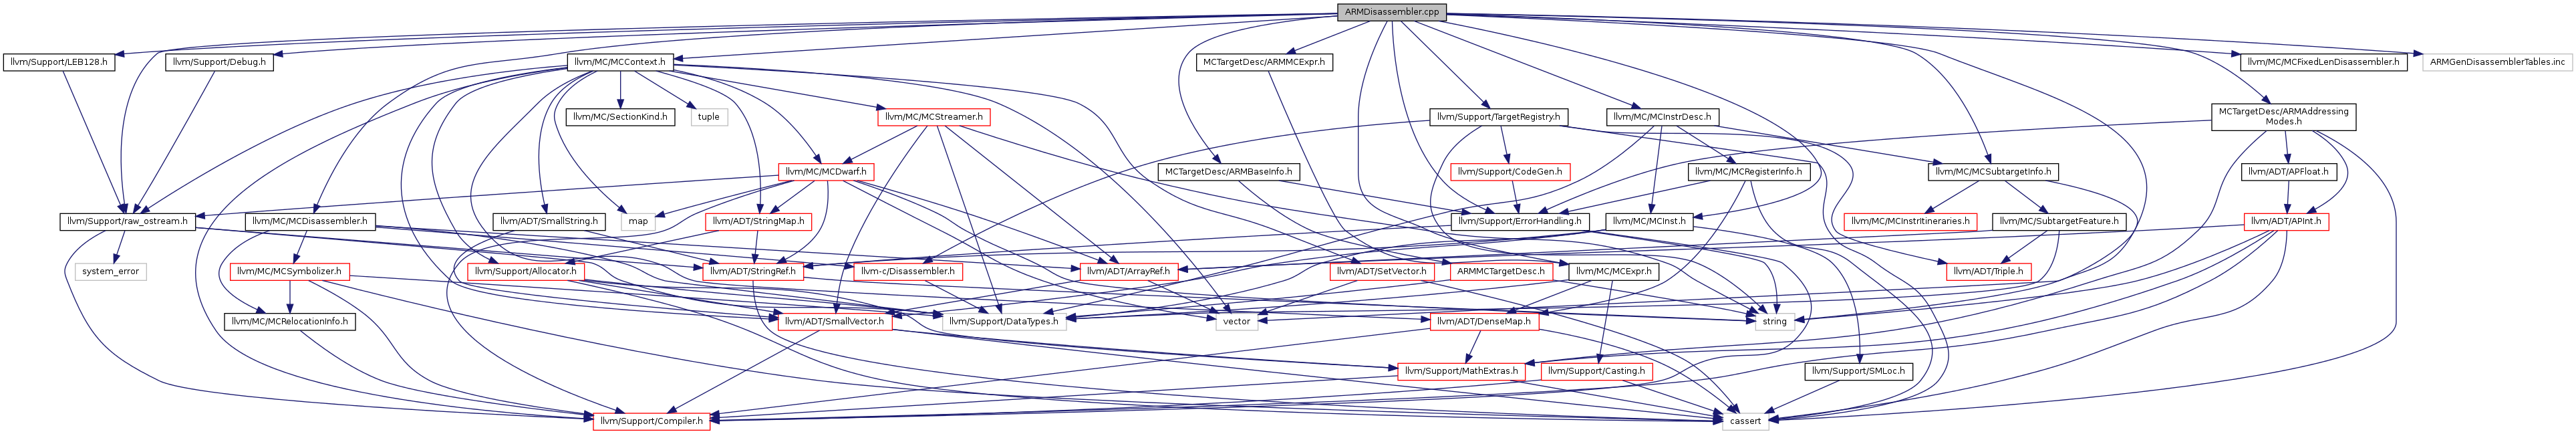 ARMDisassembler.cpp
llvm/Support/LEB128.h
llvm/Support/Debug.h
llvm/MC/MCContext.h
MCTargetDesc/ARMMCExpr.h
llvm/MC/MCFixedLenDisassembler.h
ARMGenDisassemblerTables.inc
llvm/MC/SectionKind.h
tuple
llvm/MC/MCStreamer.h
llvm/Support/TargetRegistry.h
llvm/MC/MCInstrDesc.h
MCTargetDesc/ARMAddressing
Modes.h
llvm/MC/MCDwarf.h
MCTargetDesc/ARMBaseInfo.h
llvm/Support/CodeGen.h
llvm/MC/MCRegisterInfo.h
llvm/MC/MCSubtargetInfo.h
llvm/ADT/APFloat.h
llvm/Support/raw_ostream.h
llvm/MC/MCDisassembler.h
llvm/ADT/SmallString.h
map
llvm/ADT/StringMap.h
llvm/Support/ErrorHandling.h
llvm/MC/MCInst.h
llvm/MC/MCInstrItineraries.h
llvm/MC/SubtargetFeature.h
llvm/ADT/APInt.h
system_error
llvm/MC/MCSymbolizer.h
llvm/Support/Allocator.h
llvm/ADT/StringRef.h
llvm-c/Disassembler.h
llvm/ADT/ArrayRef.h
llvm/ADT/SetVector.h
ARMMCTargetDesc.h
llvm/MC/MCExpr.h
llvm/ADT/Triple.h
llvm/MC/MCRelocationInfo.h
llvm/ADT/SmallVector.h
llvm/Support/DataTypes.h
vector
llvm/ADT/DenseMap.h
string
llvm/Support/MathExtras.h
llvm/Support/Casting.h
llvm/Support/SMLoc.h
llvm/Support/Compiler.h
cassert